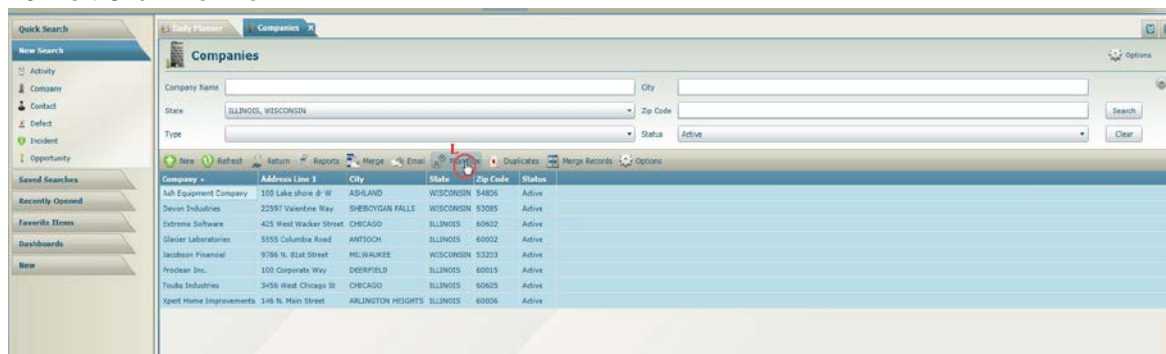 Quick Search
New Search
Activity
Company
Contact
Defect
Incident
Opportunity
Saved Searches
Recently Opened
Favorite Items
Dashboards
New
Daily Planner Companies X
Companies
Options
Company Name City
State ILLINOIS, WISCONSIN Zip Code Search
Type Status Active Clear
L
New Refresh Return Reports Merge Email Duplicates Merge Records Options
Company Address Line 1 City State Zip Code Status
Ash Equipment Company 100 Lake shore dr W ASHLAND WISCONSIN 54806 Active
Devon Industries 22597 Valentine Way SHEBOYGAN FALLS WISCONSIN 53085 Active
Extreme Software 425 West Wacker Street CHICAGO ILLINOIS 60602 Active
Glacier Laboratories 5555 Columbia Road ANTIOCH ILLINOIS 60002 Active
Jacobson Financial 9786 N. 81st Street MILWAUKEE WISCONSIN 53203 Active
Proclean Inc. 100 Corporate Way DEERFIELD ILLINOIS 60015 Active
Toubs Industries 3456 West Chicago St CHICAGO ILLINOIS 60605 Active
Xpert Home Improvements 146 N. Main Street ARLINGTON HEIGHTS ILLINOIS 60006 Active